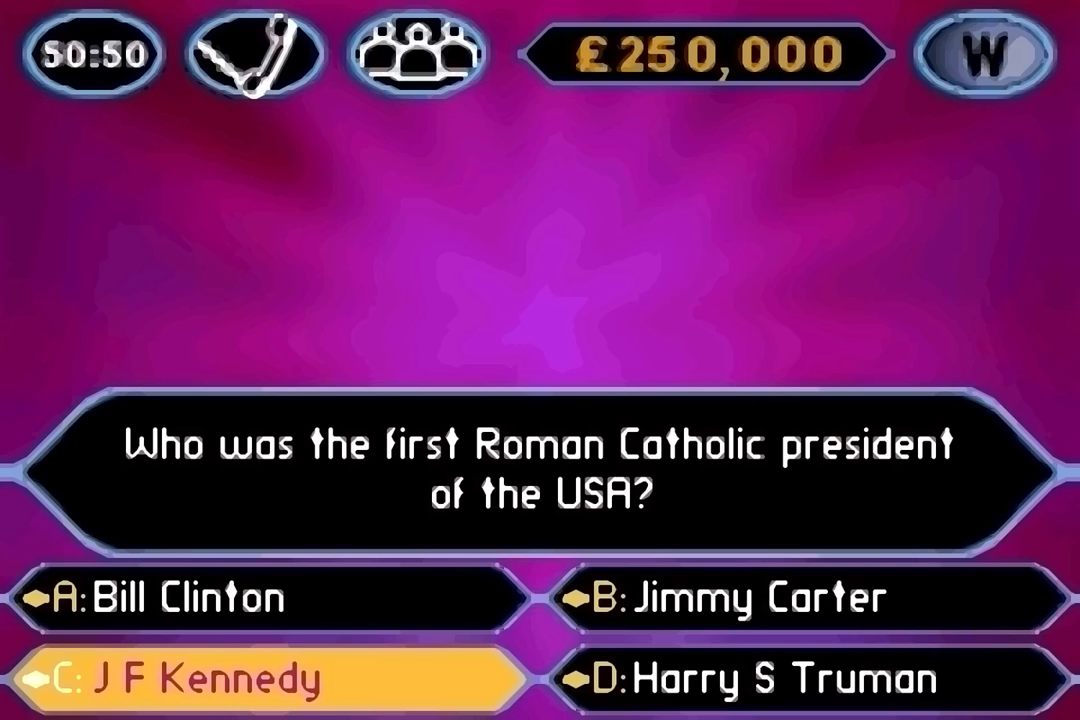 50:50
£250,000
W
Who was the first Roman Catholic president
of the USA?
A: Bill Clinton
B: Jimmy Carter
C: J F Kennedy
D: Harry S Truman